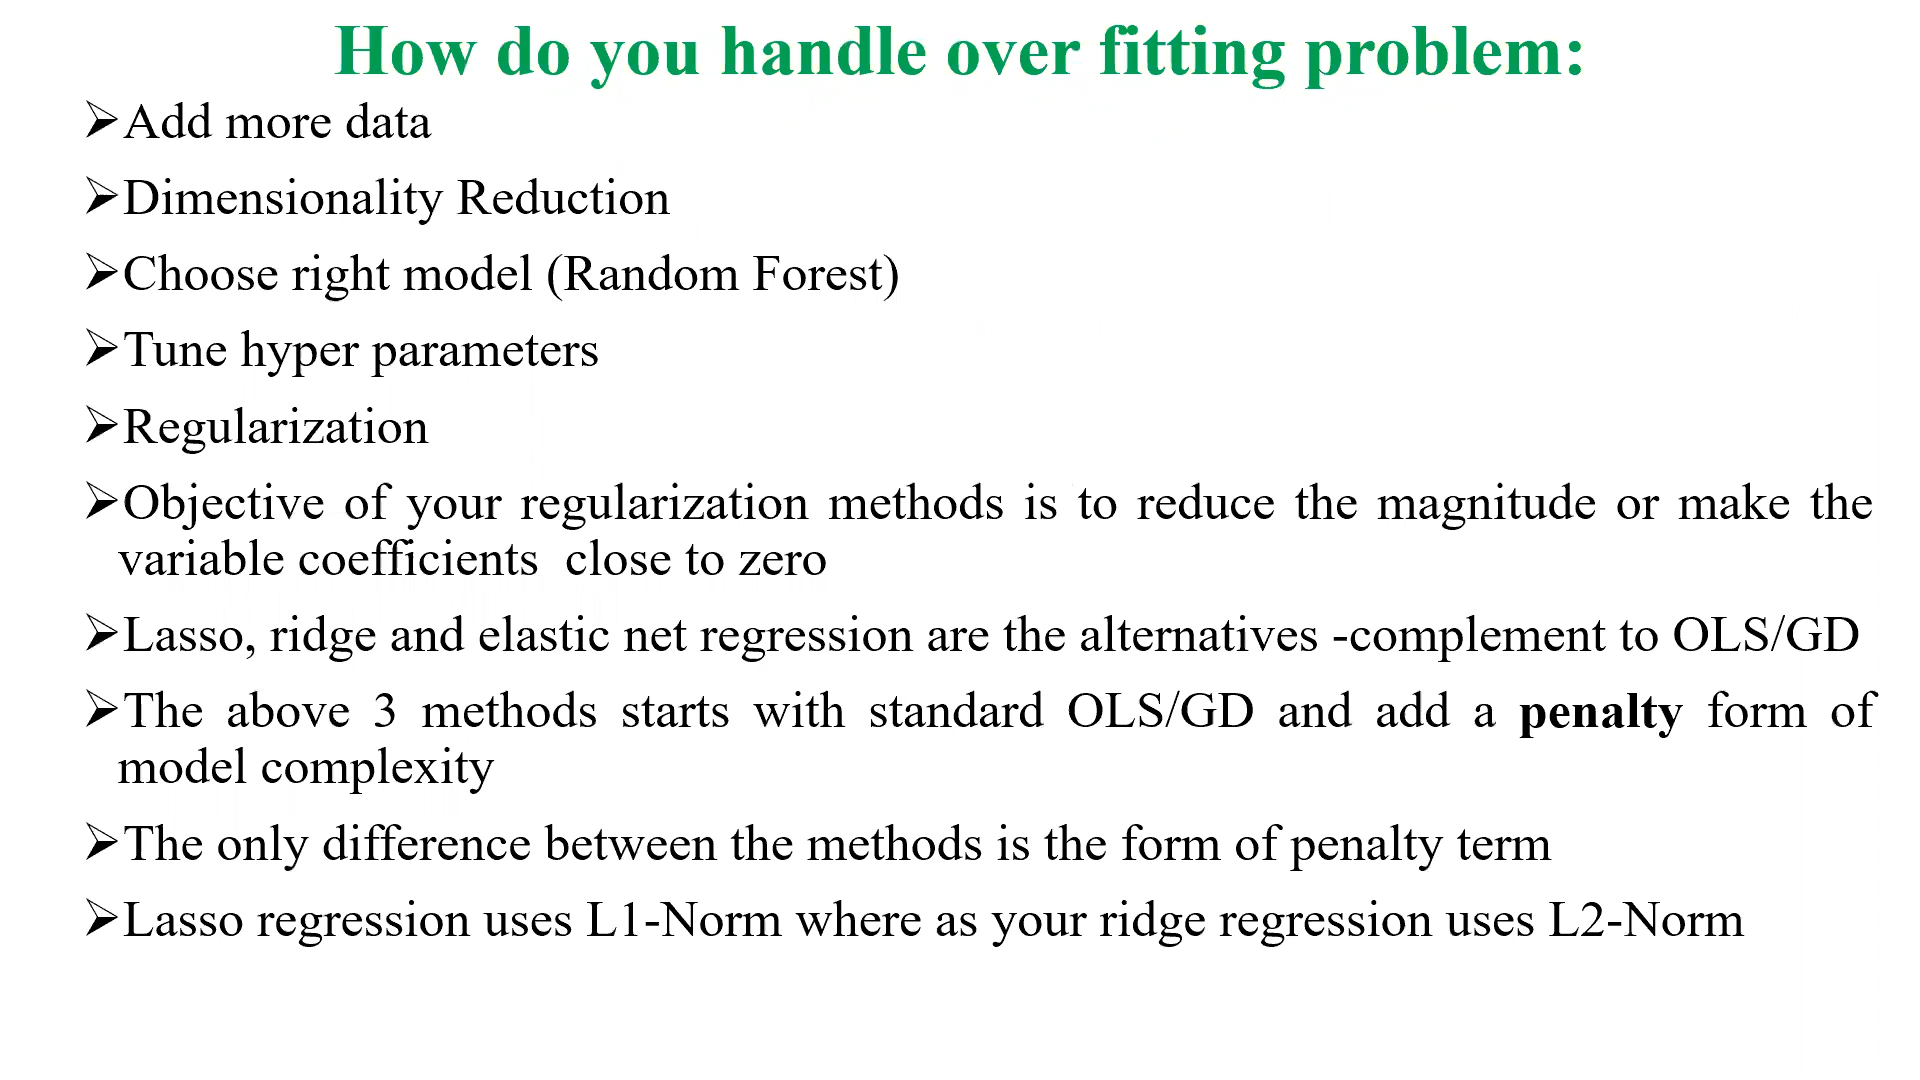 How do you handle over fitting problem:
➢Add more data
➢Dimensionality Reduction
➢Choose right model (Random Forest)
➢Tune hyper parameters
➢Regularization
➢Objective of your regularization methods is to reduce the magnitude or make the
variable coefficients close to zero
➢Lasso, ridge and elastic net regression are the alternatives -complement to OLS/GD
➢The above 3 methods starts with standard OLS/GD and add a penalty form of
model complexity
➢The only difference between the methods is the form of penalty term
➢Lasso regression uses L1-Norm where as your ridge regression uses L2-Norm